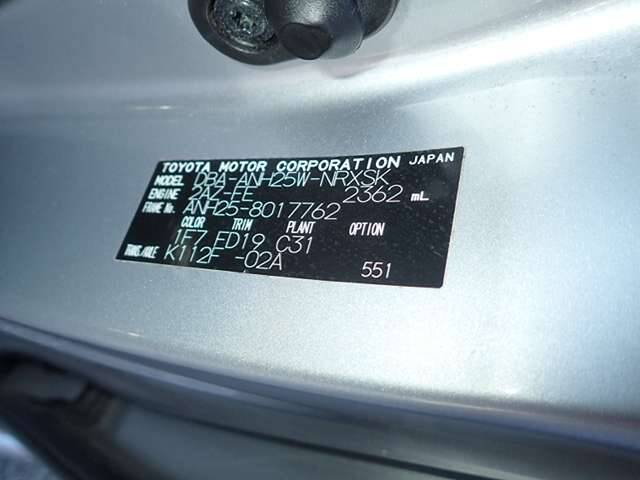 TOYOTA MOTOR CORPORATION JAPAN
MODEL DBA-ANH25W-NRXSK
ENGINE 2AZ-FE 2362 mL
FRAME No. ANH25-8017762
COLOR TRIM PLANT OPTION
1F7 FD19 C31
TRANS/AXLE K112F -02A 551